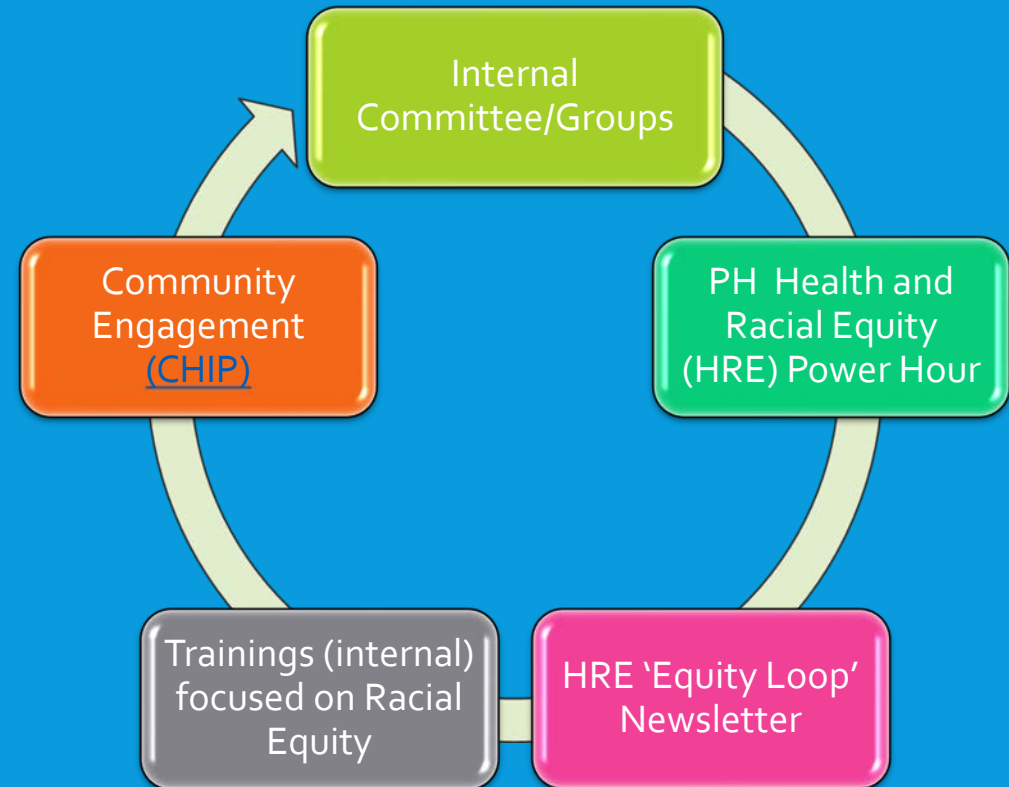 Internal
Committee/Groups
PH  Health and
Racial Equity
(HRE) Power Hour
HRE ‘Equity Loop’
Newsletter
Trainings (internal)
focused on Racial
Equity
Community
Engagement
(CHIP)